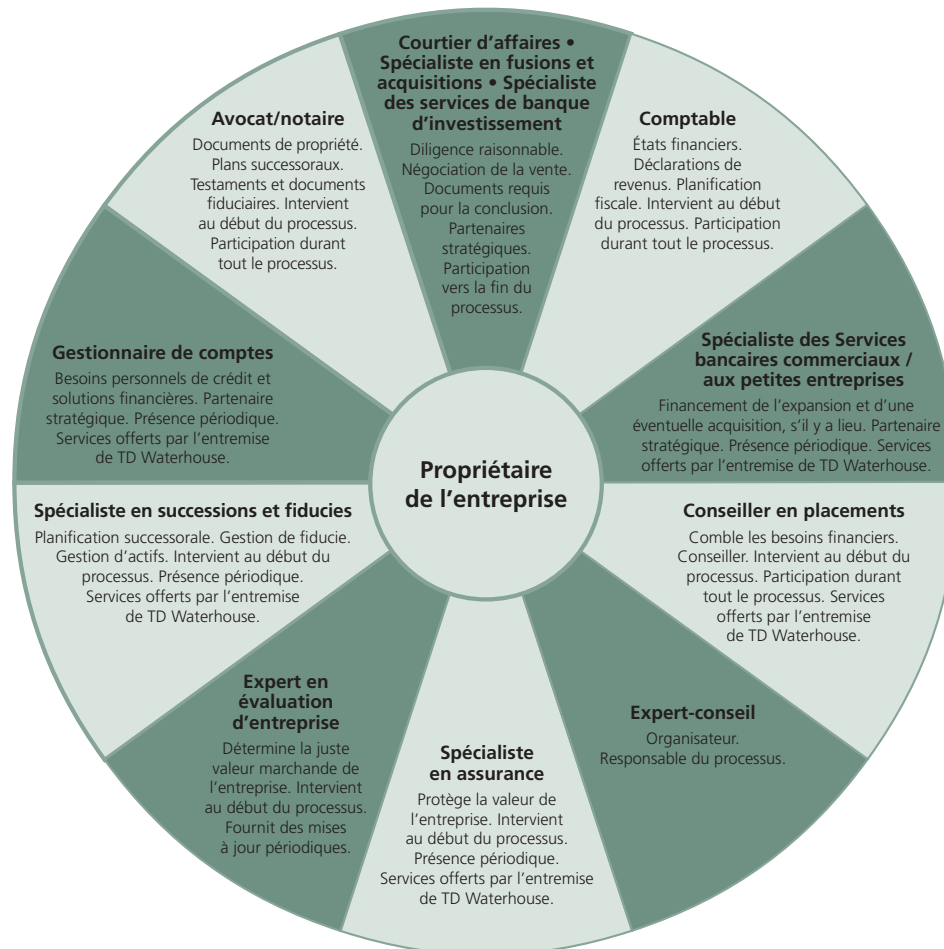 Courtier d’affaires •
Spécialiste en fusions et
acquisitions • Spécialiste
des services de banque
d’investissement
Diligence raisonnable.
Négociation de la vente.
Documents requis
pour la conclusion.
Partenaires
stratégiques.
Participation
vers la fin du
processus.
Comptable
États financiers.
Déclarations de
revenus. Planification
fiscale. Intervient au début
du processus. Participation
durant tout le processus.
Spécialiste des Services
bancaires commerciaux /
aux petites entreprises
Financement de l’expansion et d’une
éventuelle acquisition, s’il y a lieu. Partenaire
stratégique. Présence périodique. Services
offerts par l’entremise de TD Waterhouse.
Conseiller en placements
Comble les besoins financiers.
Conseiller. Intervient au début du
processus. Participation durant
tout le processus. Services
offerts par l’entremise
de TD Waterhouse.
Expert-conseil
Organisateur.
Responsable du processus.
Spécialiste
en assurance
Protège la valeur de
l’entreprise. Intervient
au début du processus.
Présence périodique.
Services offerts par l’entremise
de TD Waterhouse.
Expert en
évaluation
d’entreprise
Détermine la juste
valeur marchande de
l’entreprise. Intervient
au début du processus.
Fournit des mises
à jour périodiques.
Spécialiste en successions et fiducies
Planification successorale. Gestion de fiducie.
Gestion d’actifs. Intervient au début du
processus. Présence périodique.
Services offerts par l’entremise
de TD Waterhouse.
Gestionnaire de comptes
Besoins personnels de crédit et
solutions financières. Partenaire
stratégique. Présence périodique.
Services offerts par l’entremise
de TD Waterhouse.
Avocat/notaire
Documents de propriété.
Plans successoraux.
Testaments et documents
fiduciaires. Intervient
au début du processus.
Participation durant
tout le processus.
Propriétaire
de l’entreprise